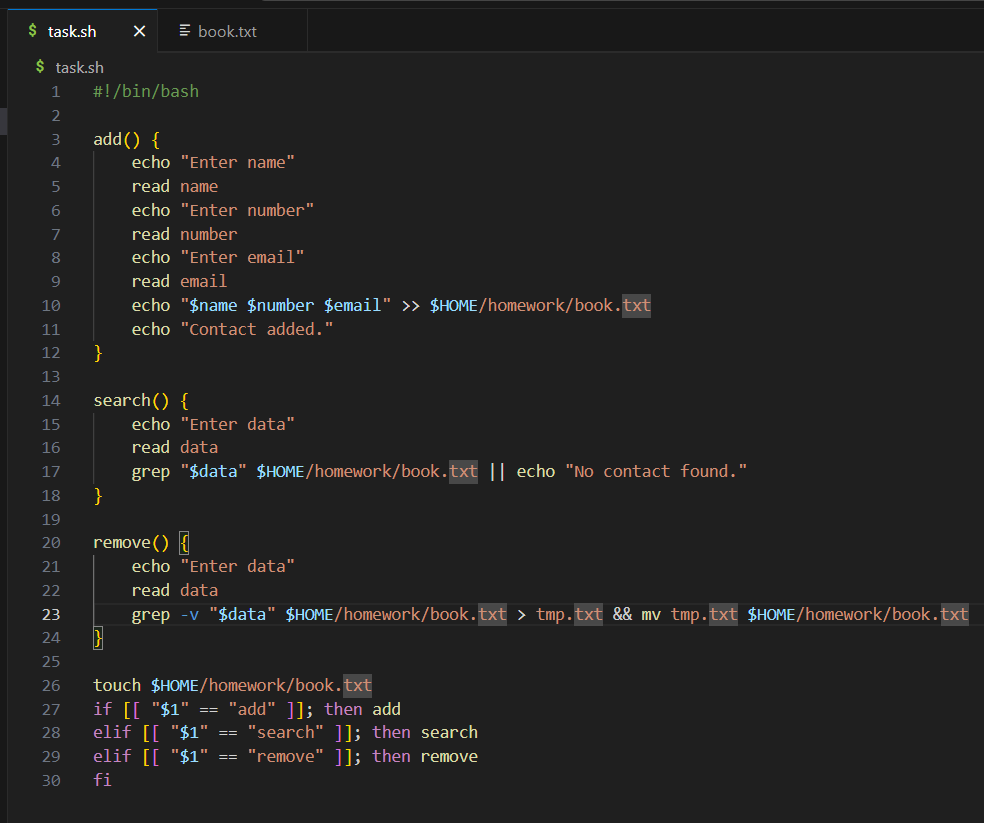 $ task.sh × book.txt
$ task.sh
1 #!/bin/bash
2
3 add() {
4     echo "Enter name"
5     read name
6     echo "Enter number"
7     read number
8     echo "Enter email"
9     read email
10     echo "$name $number $email" >> $HOME/homework/book.txt
11     echo "Contact added."
12 }
13
14 search() {
15     echo "Enter data"
16     read data
17     grep "$data" $HOME/homework/book.txt || echo "No contact found."
18 }
19
20 remove() {
21     echo "Enter data"
22     read data
23     grep -v "$data" $HOME/homework/book.txt > tmp.txt && mv tmp.txt $HOME/homework/book.txt
24 }
25
26 touch $HOME/homework/book.txt
27 if [[ "$1" == "add" ]]; then add
28 elif [[ "$1" == "search" ]]; then search
29 elif [[ "$1" == "remove" ]]; then remove
30 fi